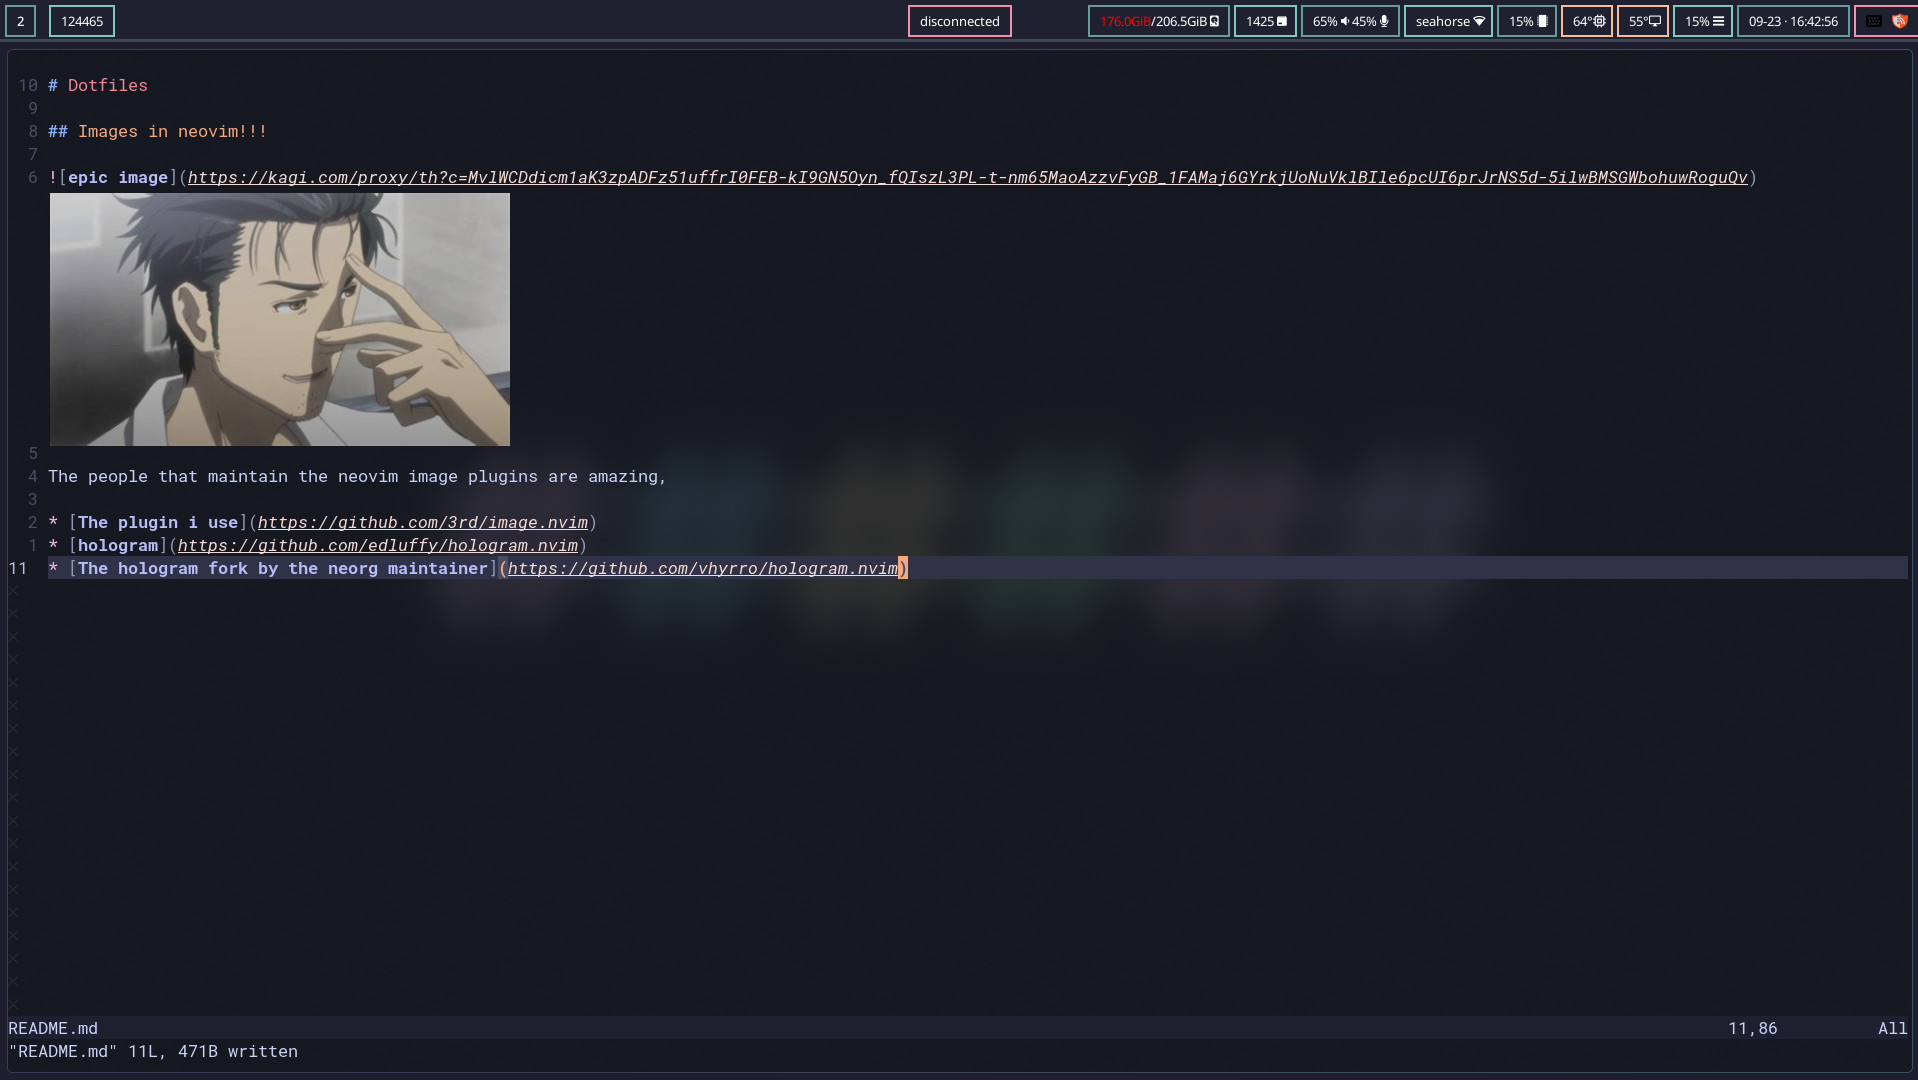 2 124465 disconnected 176.0GiB/206.5GiB 1425 65% 45% seahorse 15% 64° 55° 15% 09-23 · 16:42:56
10 # Dotfiles
9
8 ## Images in neovim!!!
7
6 ![epic image](https://kagi.com/proxy/th?c=MvlWCDdicm1aK3zpADFz51uffrI0FEB-kI9GN5Oyn_fQIszL3PL-t-nm65MaoAzzvFyGB_1FAMaj6GYrkjUoNuVklBIle6pcUI6prJrNS5d-5ilwBMSGWbohuwRoguQv)
5
4 The people that maintain the neovim image plugins are amazing,
3
2 * [The plugin i use](https://github.com/3rd/image.nvim)
1 * [hologram](https://github.com/edluffy/hologram.nvim)
11 * [The hologram fork by the neorg maintainer](https://github.com/vhyrro/hologram.nvim)
README.md 11,86 All
"README.md" 11L, 471B written